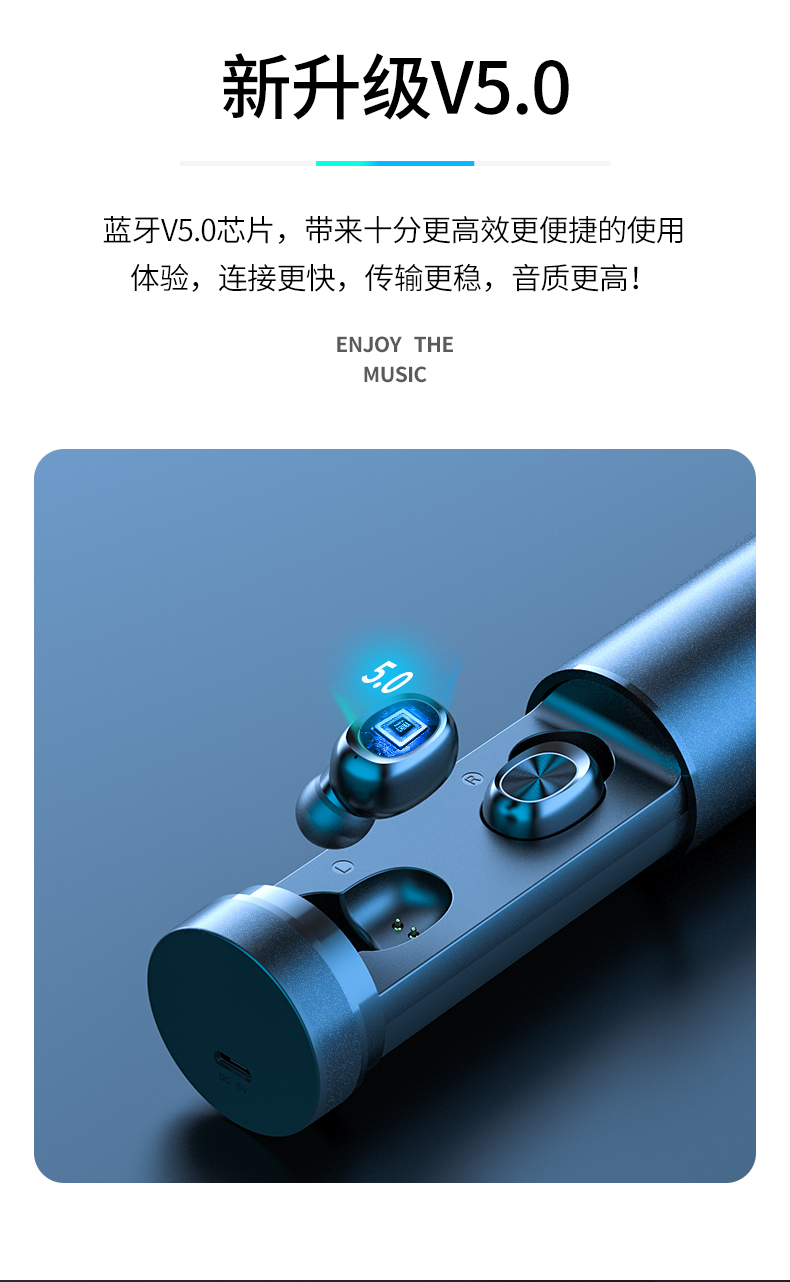 新升级V5.0
蓝牙V5.0芯片，带来十分更高效更便捷的使用
体验，连接更快，传输更稳，音质更高！
ENJOY THE
MUSIC
5.0
R
L